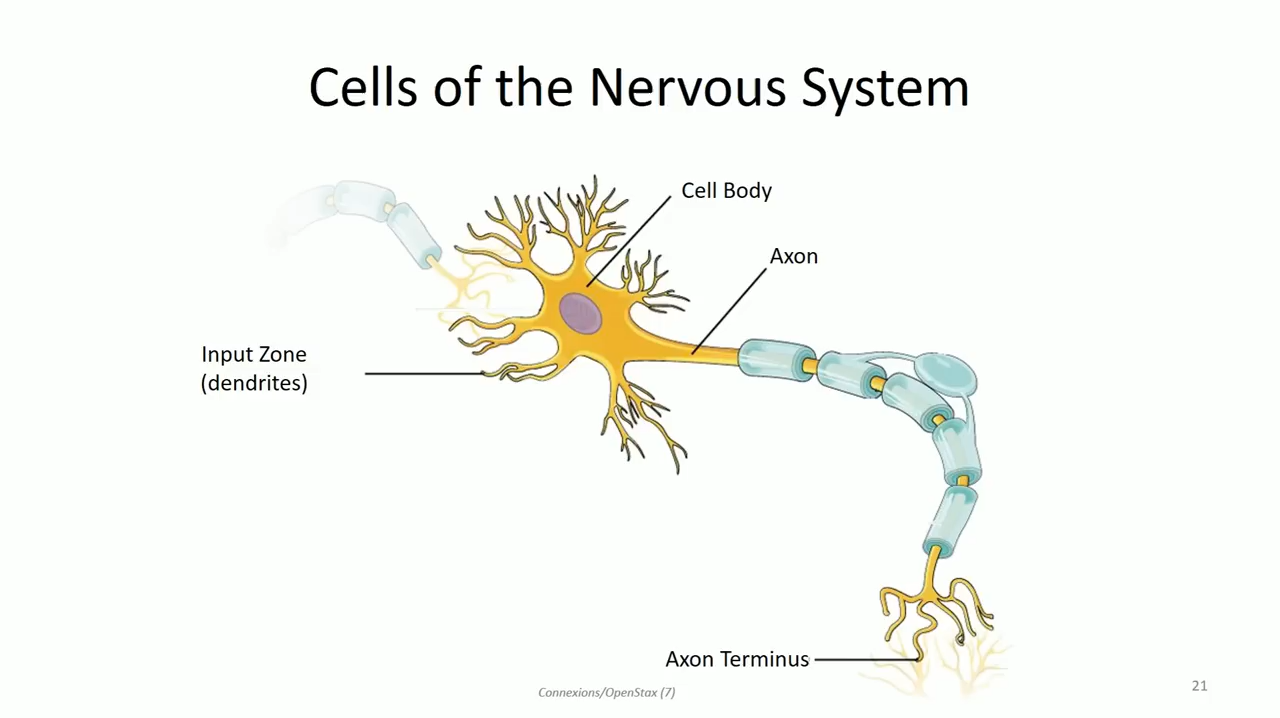 Cells of the Nervous System
Cell Body
Axon
Input Zone
(dendrites)
Axon Terminus
Connexions/OpenStax (7)
21